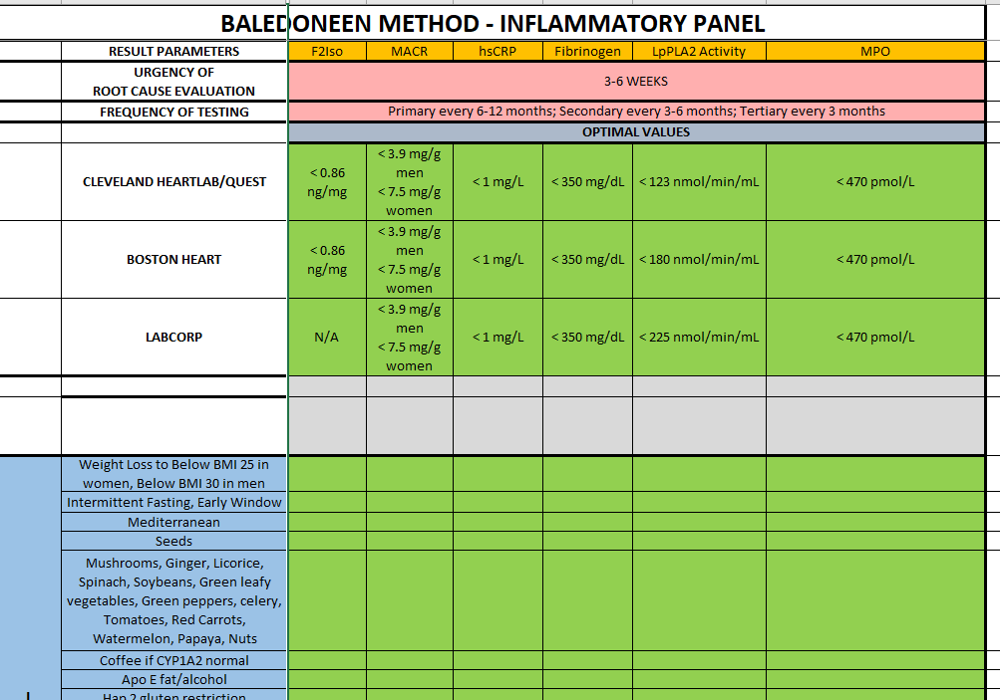 BALEDONEEN METHOD - INFLAMMATORY PANEL
RESULT PARAMETERS F2Iso MACR hsCRP Fibrinogen LpPLA2 Activity MPO
URGENCY OF
ROOT CAUSE EVALUATION
3-6 WEEKS
FREQUENCY OF TESTING Primary every 6-12 months; Secondary every 3-6 months; Tertiary every 3 months
OPTIMAL VALUES
CLEVELAND HEARTLAB/QUEST
< 0.86
ng/mg
< 3.9 mg/g
men
< 7.5 mg/g
women
< 1 mg/L
< 350 mg/dL
< 123 nmol/min/mL
< 470 pmol/L
BOSTON HEART
< 0.86
ng/mg
< 3.9 mg/g
men
< 7.5 mg/g
women
< 1 mg/L
< 350 mg/dL
< 180 nmol/min/mL
< 470 pmol/L
LABCORP
N/A
< 3.9 mg/g
men
< 7.5 mg/g
women
< 1 mg/L
< 350 mg/dL
< 225 nmol/min/mL
< 470 pmol/L
Weight Loss to Below BMI 25 in
women, Below BMI 30 in men
Intermittent Fasting, Early Window
Mediterranean
Seeds
Mushrooms, Ginger, Licorice,
Spinach, Soybeans, Green leafy
vegetables, Green peppers, celery,
Tomatoes, Red Carrots,
Watermelon, Papaya, Nuts
Coffee if CYP1A2 normal
Apo E fat/alcohol
Hap 2 gluten restriction